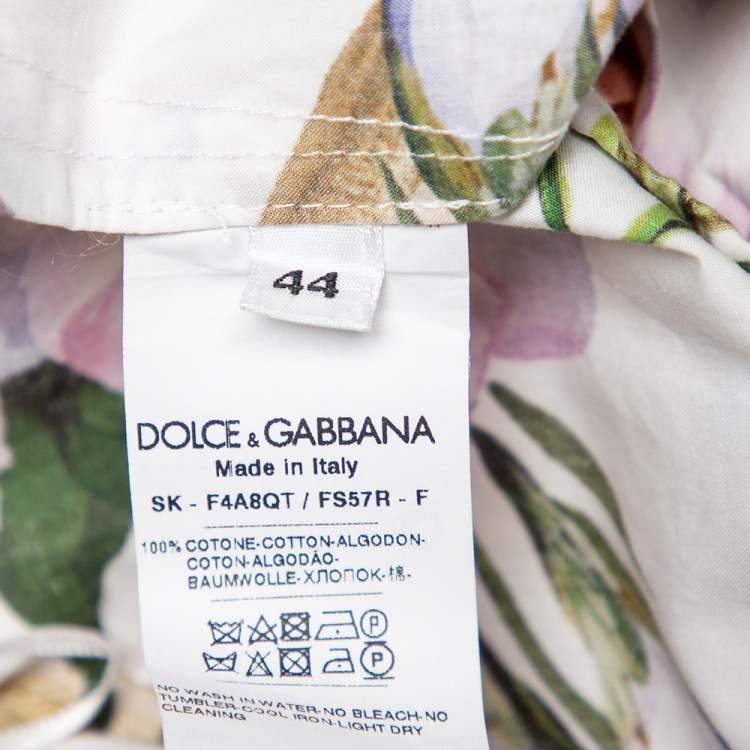 44
DOLCE & GABBANA
Made in Italy
SK - F4A8QT / FS57R - F
100% COTONE-COTTON-ALGODON-
COTON-ALGODÃO-
BAUMWOLLE-ХЛОПОК-棉-
P
P
NO WASH IN WATER-NO BLEACH-NO
TUMBLER-COOL IRON-LIGHT DRY
CLEANING